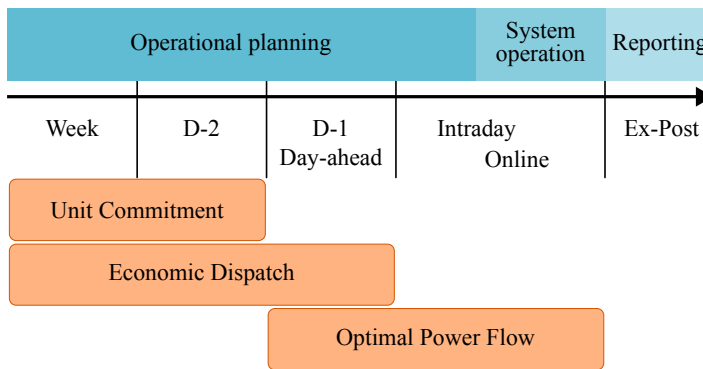 Operational planning
System
operation
Reporting
Week
D-2
D-1
Day-ahead
Intraday
Online
Ex-Post
Unit Commitment
Economic Dispatch
Optimal Power Flow